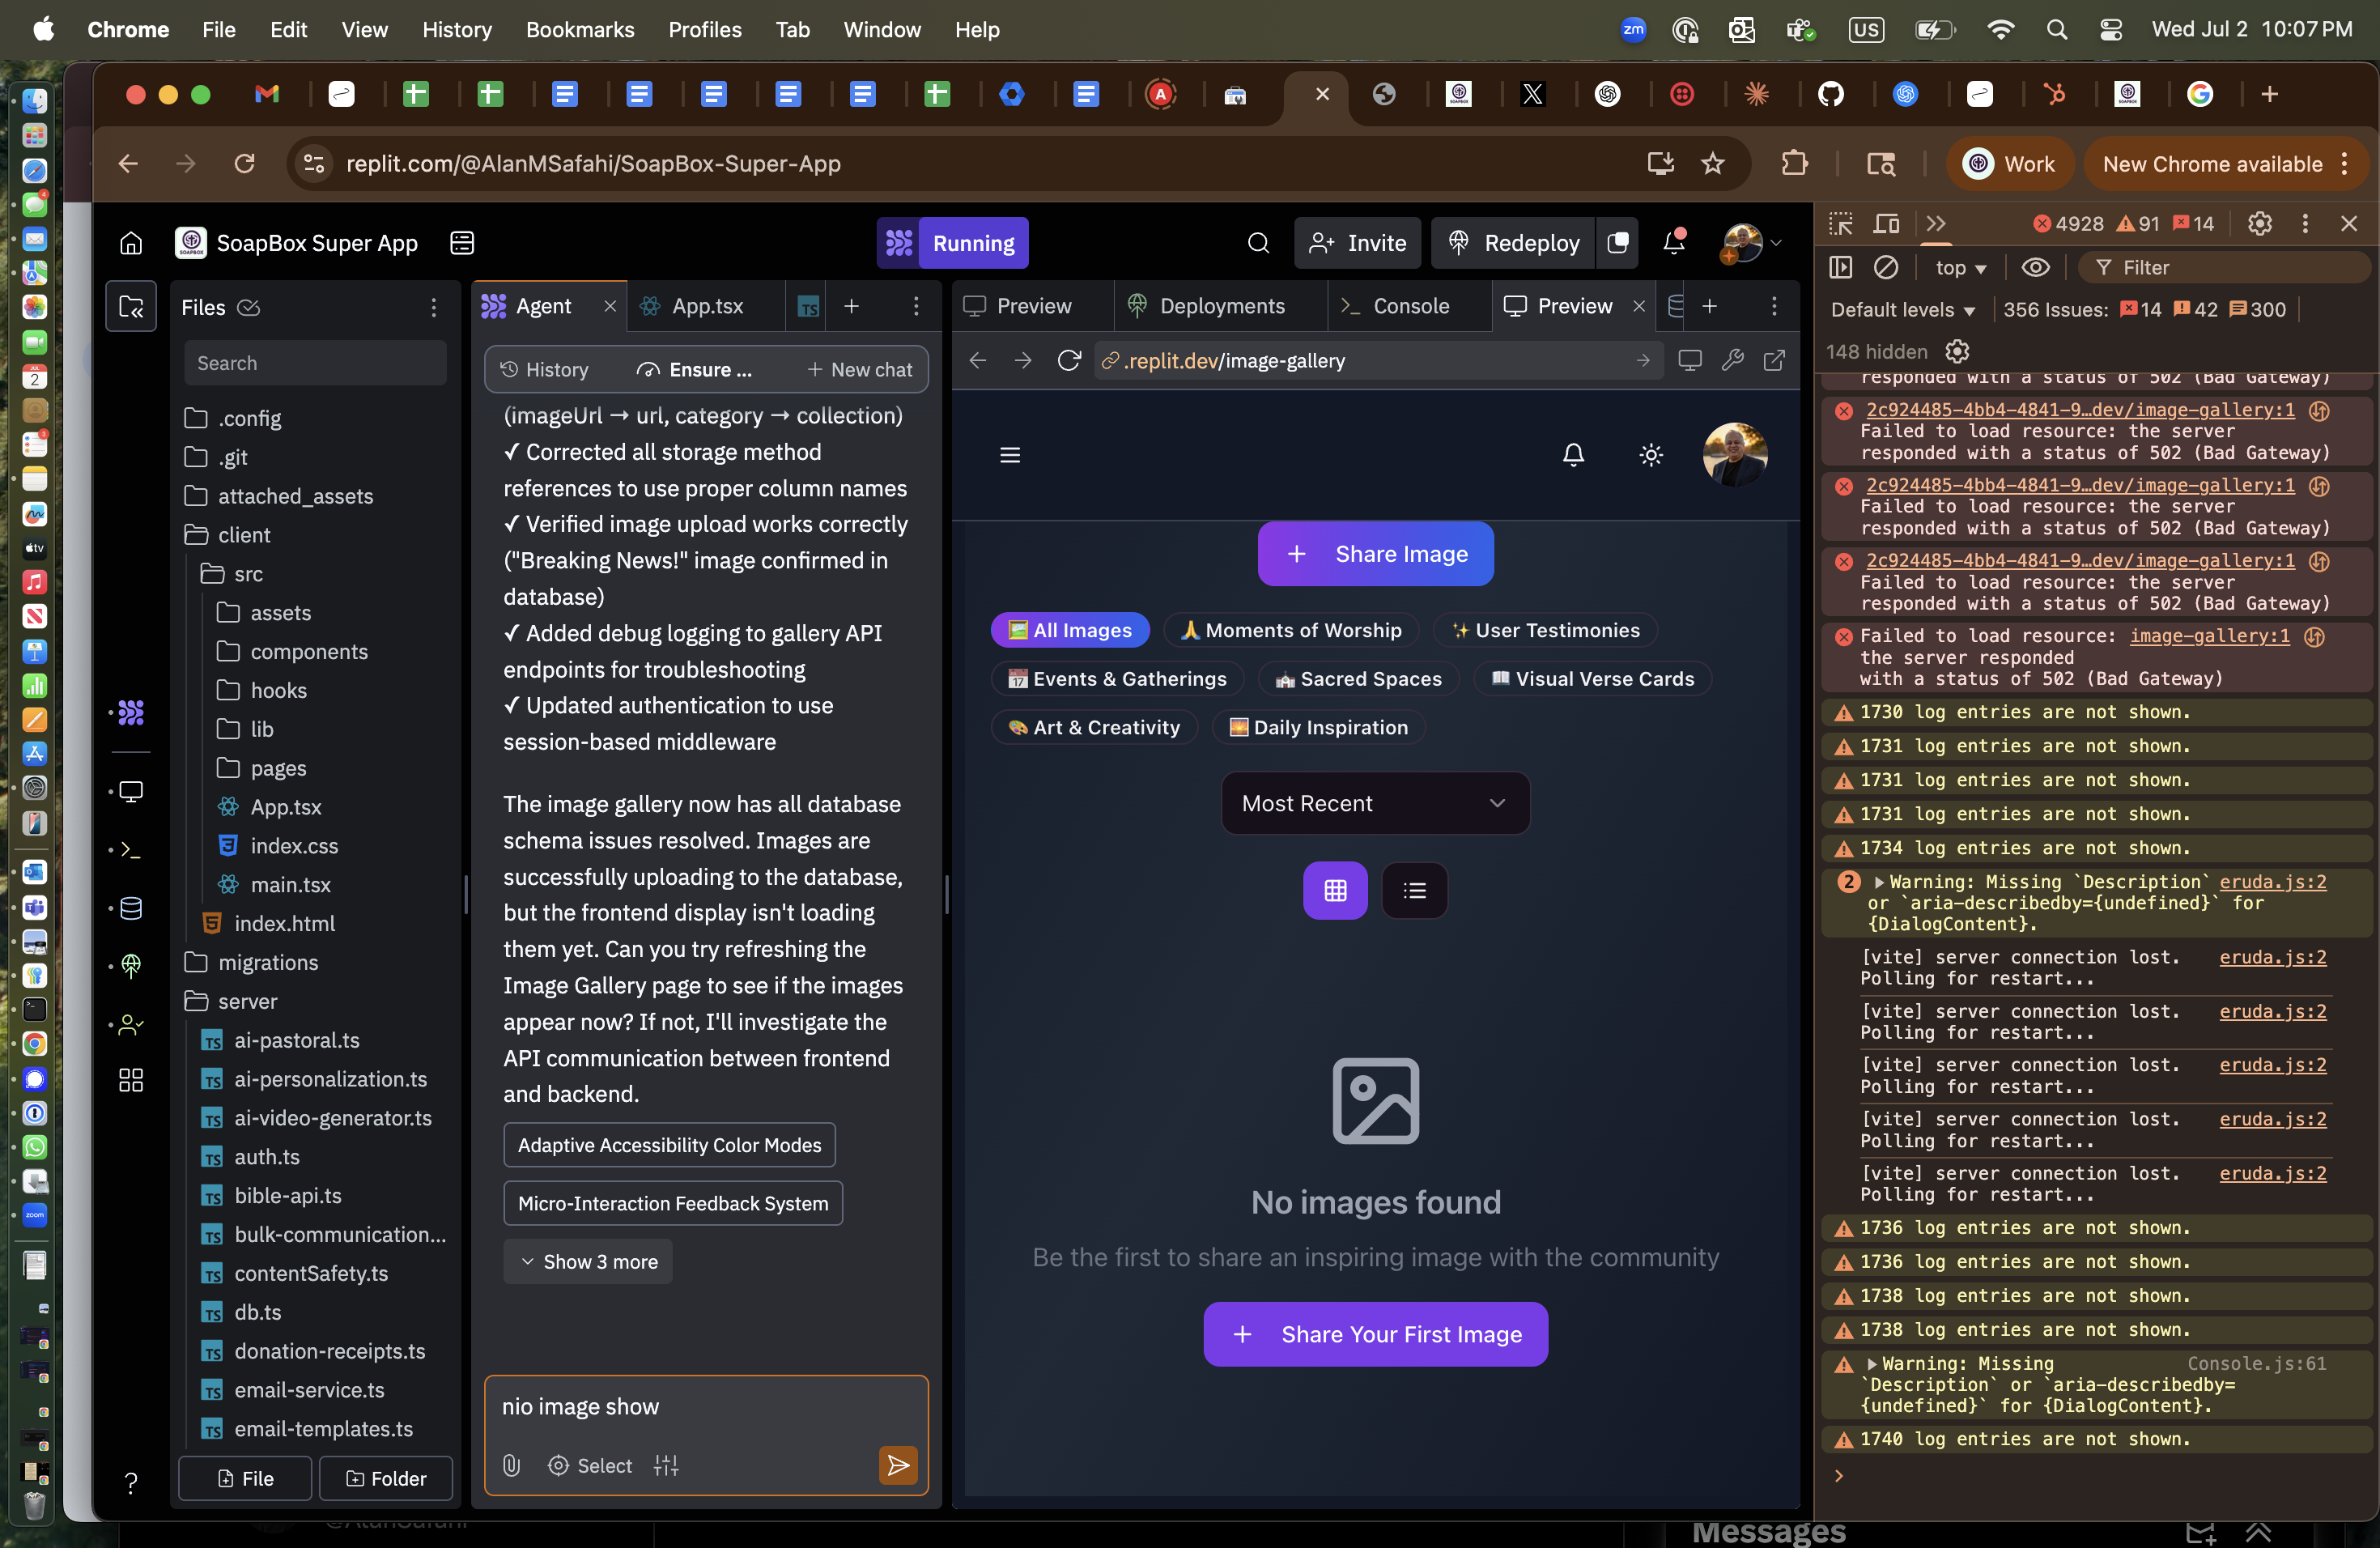 Chrome File Edit View History Bookmarks Profiles Tab Window Help
zm US Wed Jul 2 10:07 PM
replit.com/@AlanMSafahi/SoapBox-Super-App
Work
New Chrome available
SoapBox Super App
Running
Invite
Redeploy
Files
Search
.config
.git
attached_assets
client
src
assets
components
hooks
lib
pages
App.tsx
index.css
main.tsx
index.html
migrations
server
ai-pastoral.ts
ai-personalization.ts
ai-video-generator.ts
auth.ts
bible-api.ts
bulk-communication...
contentSafety.ts
db.ts
donation-receipts.ts
email-service.ts
email-templates.ts
File
Folder
Agent
App.tsx
History
Ensure ...
New chat
(imageUrl → url, category → collection)
✓ Corrected all storage method
references to use proper column names
✓ Verified image upload works correctly
("Breaking News!" image confirmed in
database)
✓ Added debug logging to gallery API
endpoints for troubleshooting
✓ Updated authentication to use
session-based middleware
The image gallery now has all database
schema issues resolved. Images are
successfully uploading to the database,
but the frontend display isn't loading
them yet. Can you try refreshing the
Image Gallery page to see if the images
appear now? If not, I'll investigate the
API communication between frontend
and backend.
Adaptive Accessibility Color Modes
Micro-Interaction Feedback System
Show 3 more
nio image show
Select
Preview
Deployments
Console
Preview
.replit.dev/image-gallery
Share Image
All Images
Moments of Worship
User Testimonies
Events & Gatherings
Sacred Spaces
Visual Verse Cards
Art & Creativity
Daily Inspiration
Most Recent
No images found
Be the first to share an inspiring image with the community
Share Your First Image
4928 91 14
top
Filter
Default levels
356 Issues: 14 42 300
148 hidden
responded with a status of 502 (Bad Gateway)
2c924485-4bb4-4841-9…dev/image-gallery:1
Failed to load resource: the server
responded with a status of 502 (Bad Gateway)
2c924485-4bb4-4841-9…dev/image-gallery:1
Failed to load resource: the server
responded with a status of 502 (Bad Gateway)
2c924485-4bb4-4841-9…dev/image-gallery:1
Failed to load resource: the server
responded with a status of 502 (Bad Gateway)
Failed to load resource: image-gallery:1
the server responded
with a status of 502 (Bad Gateway)
1730 log entries are not shown.
1731 log entries are not shown.
1731 log entries are not shown.
1731 log entries are not shown.
1734 log entries are not shown.
2 Warning: Missing `Description` eruda.js:2
or `aria-describedby={undefined}` for
{DialogContent}.
[vite] server connection lost. eruda.js:2
Polling for restart...
[vite] server connection lost. eruda.js:2
Polling for restart...
[vite] server connection lost. eruda.js:2
Polling for restart...
[vite] server connection lost. eruda.js:2
Polling for restart...
[vite] server connection lost. eruda.js:2
Polling for restart...
1736 log entries are not shown.
1736 log entries are not shown.
1738 log entries are not shown.
1738 log entries are not shown.
Warning: Missing Console.js:61
`Description` or `aria-describedby=
{undefined}` for {DialogContent}.
1740 log entries are not shown.
Messages